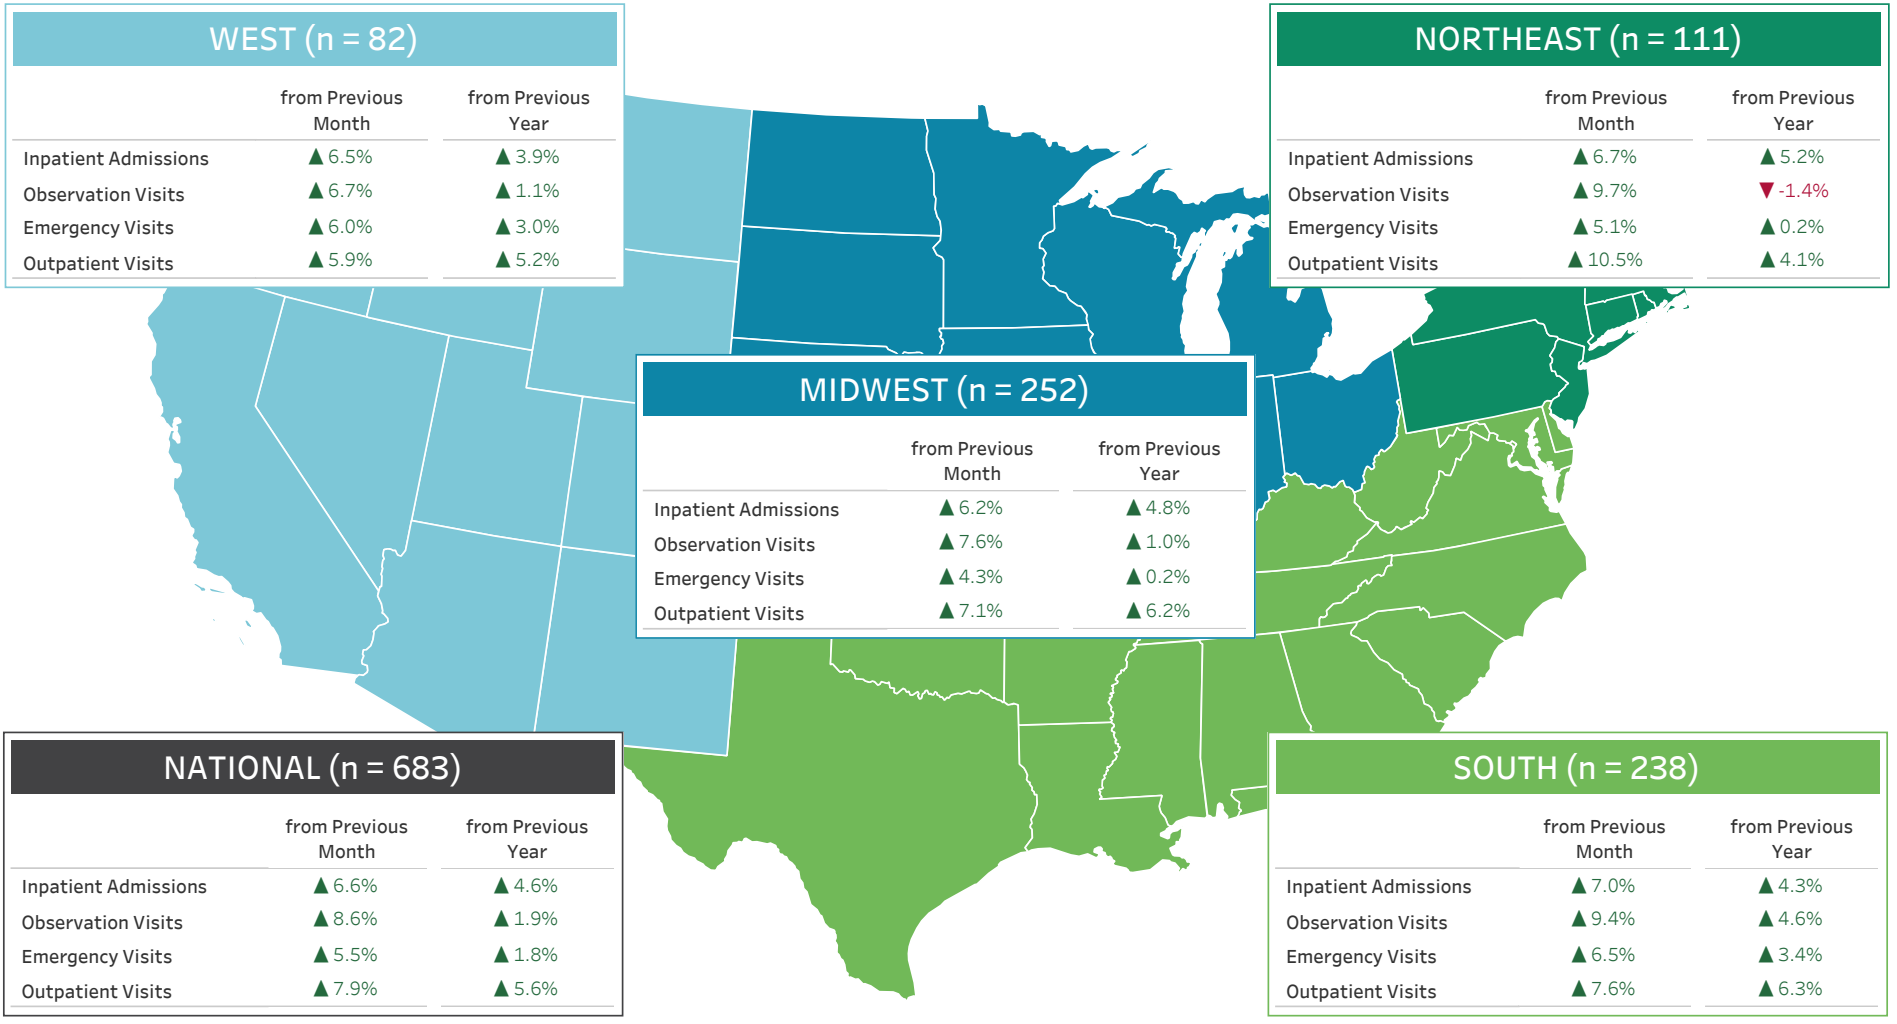 WEST (n = 82)
from Previous Month from Previous Year
Inpatient Admissions ▲ 6.5% ▲ 3.9%
Observation Visits ▲ 6.7% ▲ 1.1%
Emergency Visits ▲ 6.0% ▲ 3.0%
Outpatient Visits ▲ 5.9% ▲ 5.2%
NORTHEAST (n = 111)
from Previous Month from Previous Year
Inpatient Admissions ▲ 6.7% ▲ 5.2%
Observation Visits ▲ 9.7% ▼ -1.4%
Emergency Visits ▲ 5.1% ▲ 0.2%
Outpatient Visits ▲ 10.5% ▲ 4.1%
MIDWEST (n = 252)
from Previous Month from Previous Year
Inpatient Admissions ▲ 6.2% ▲ 4.8%
Observation Visits ▲ 7.6% ▲ 1.0%
Emergency Visits ▲ 4.3% ▲ 0.2%
Outpatient Visits ▲ 7.1% ▲ 6.2%
NATIONAL (n = 683)
from Previous Month from Previous Year
Inpatient Admissions ▲ 6.6% ▲ 4.6%
Observation Visits ▲ 8.6% ▲ 1.9%
Emergency Visits ▲ 5.5% ▲ 1.8%
Outpatient Visits ▲ 7.9% ▲ 5.6%
SOUTH (n = 238)
from Previous Month from Previous Year
Inpatient Admissions ▲ 7.0% ▲ 4.3%
Observation Visits ▲ 9.4% ▲ 4.6%
Emergency Visits ▲ 6.5% ▲ 3.4%
Outpatient Visits ▲ 7.6% ▲ 6.3%